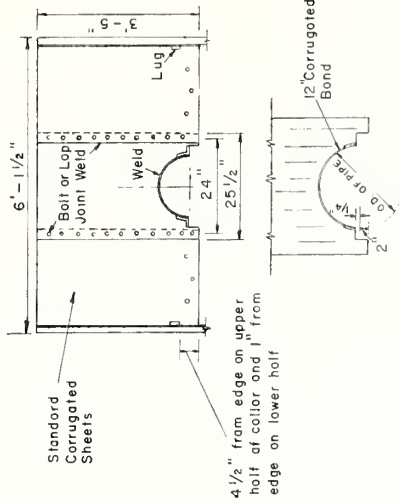 6'-1 1/2"
3'-5"
Standard
Corrugated
Sheets
Bolt or Lap
Joint Weld
Weld
Lug
24"
25 1/2"
4 1/2" from edge on upper
half of collar and 1" from
edge on lower half
12" Corrugated
Band
O.D. OF PIPE
1/4"
2"